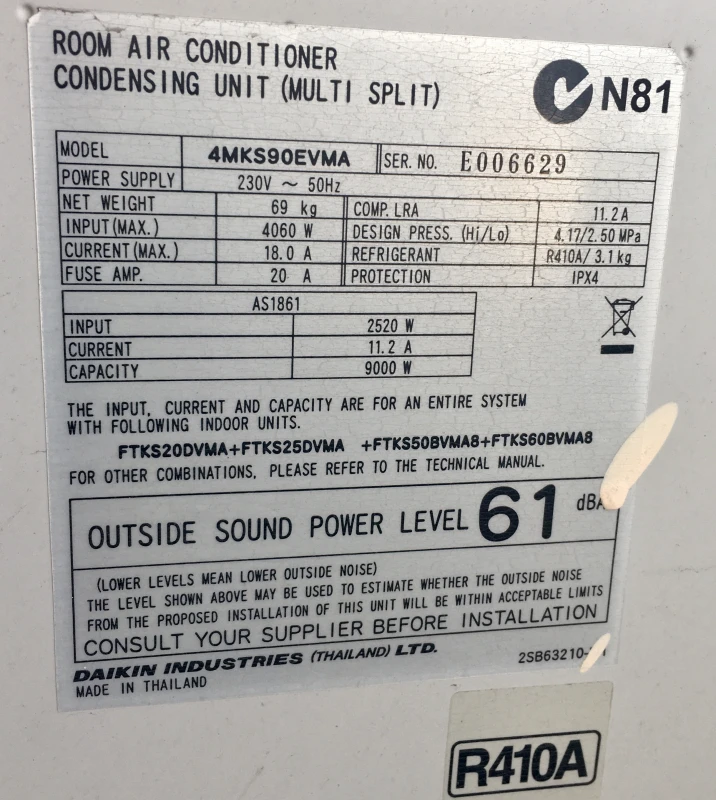 ROOM AIR CONDITIONER
CONDENSING UNIT (MULTI SPLIT)
N81
MODEL 4MKS90EVMA SER. NO. E006629
POWER SUPPLY 230V ~ 50Hz
NET WEIGHT 69 kg COMP. LRA 11.2 A
INPUT (MAX.) 4060 W DESIGN PRESS. (Hi/Lo) 4.17/2.50 MPa
CURRENT (MAX.) 18.0 A REFRIGERANT R410A/ 3.1 kg
FUSE AMP. 20 A PROTECTION IPX4
AS1861
INPUT 2520 W
CURRENT 11.2 A
CAPACITY 9000 W
THE INPUT, CURRENT AND CAPACITY ARE FOR AN ENTIRE SYSTEM
WITH FOLLOWING INDOOR UNITS.
FTKS20DVMA+FTKS25DVMA +FTKS50BVMA8+FTKS60BVMA8
FOR OTHER COMBINATIONS, PLEASE REFER TO THE TECHNICAL MANUAL.
OUTSIDE SOUND POWER LEVEL 61 dBA
(LOWER LEVELS MEAN LOWER OUTSIDE NOISE)
THE LEVEL SHOWN ABOVE MAY BE USED TO ESTIMATE WHETHER THE OUTSIDE NOISE
FROM THE PROPOSED INSTALLATION OF THIS UNIT WILL BE WITHIN ACCEPTABLE LIMITS
CONSULT YOUR SUPPLIER BEFORE INSTALLATION
DAIKIN INDUSTRIES (THAILAND) LTD.
MADE IN THAILAND
R410A